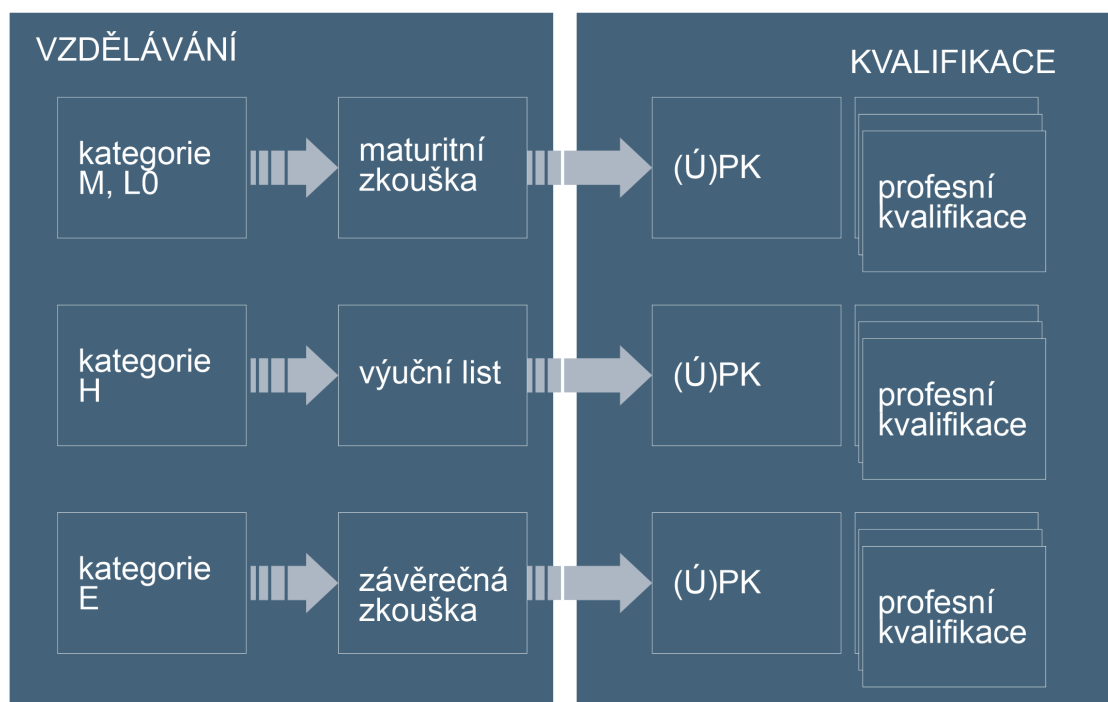 VZDĚLÁVÁNÍ
KVALIFIKACE
kategorie
M, L0
maturitní
zkouška
(Ú)PK
profesní
kvalifikace
kategorie
H
výuční list
(Ú)PK
profesní
kvalifikace
kategorie
E
závěrečná
zkouška
(Ú)PK
profesní
kvalifikace